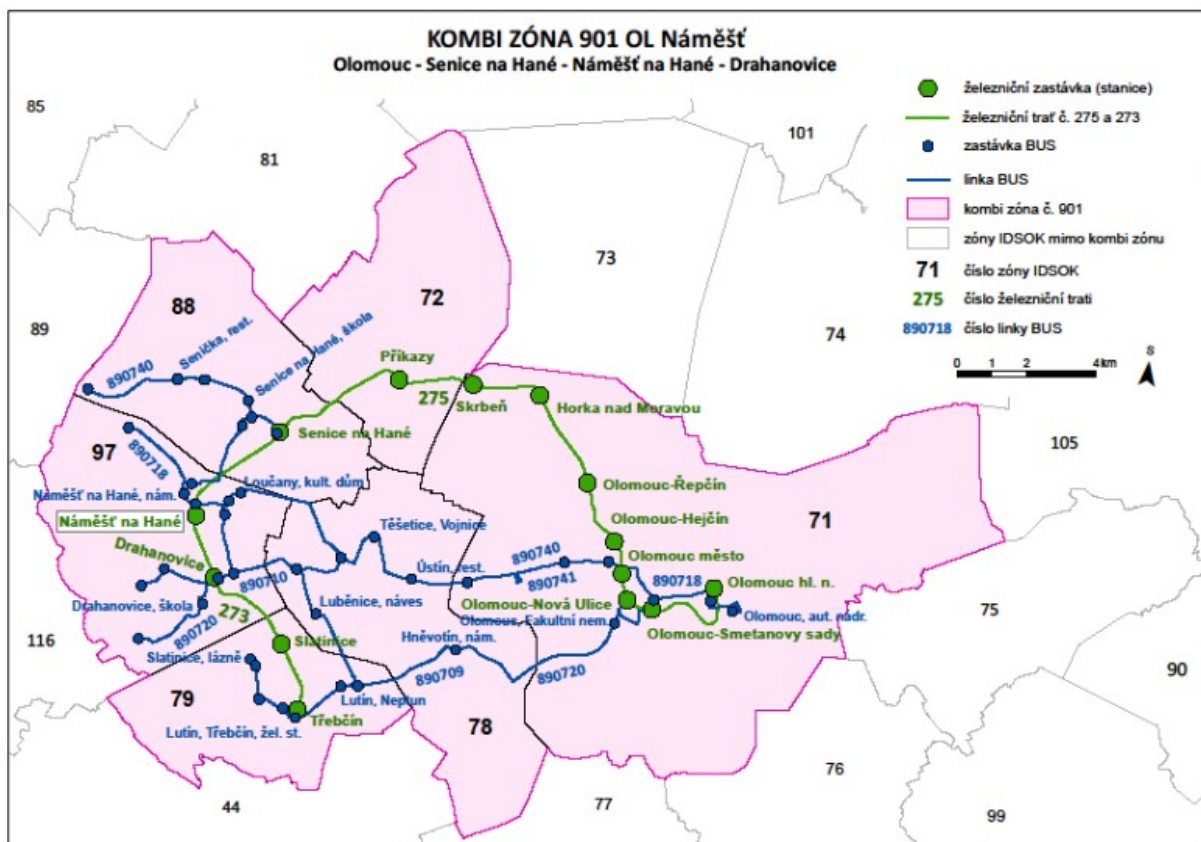 KOMBI ZÓNA 901 OL Náměšť
Olomouc - Senice na Hané - Náměšť na Hané - Drahanovice
železniční zastávka (stanice)
železniční trať č. 275 a 273
zastávka BUS
linka BUS
kombi zóna č. 901
zóny IDSOK mimo kombi zónu
71 číslo zóny IDSOK
275 číslo železniční trati
890718 číslo linky BUS
S
0 1 2 4 km
85
81
101
73
72
88
89
74
Senička, rest.
Senice na Hané, škola
890740
Příkazy
275
Skrbeň
Horka nad Moravou
Senice na Hané
97
890718
105
Loučany, kult. dům
Náměšť na Hané, nám.
Olomouc-Řepčín
Náměšť na Hané
Těšetice, Vojnice
Olomouc-Hejčín
71
Drahanovice
890710
Ústín, rest.
890740
890741
Olomouc město
890718
Olomouc hl. n.
Drahanovice, škola
Luběnice, náves
Olomouc-Nová Ulice
Olomouc, aut. nádr.
Olomouc, Fakultní nem.
75
273
890720
Hněvotín, nám.
Olomouc-Smetanovy sady
116
Slatinice
Slatinice, lázně
890709
890720
90
79
Lutín, Neptun
Třebčín
78
Lutín, Třebčín, žel. st.
76
44
77
99